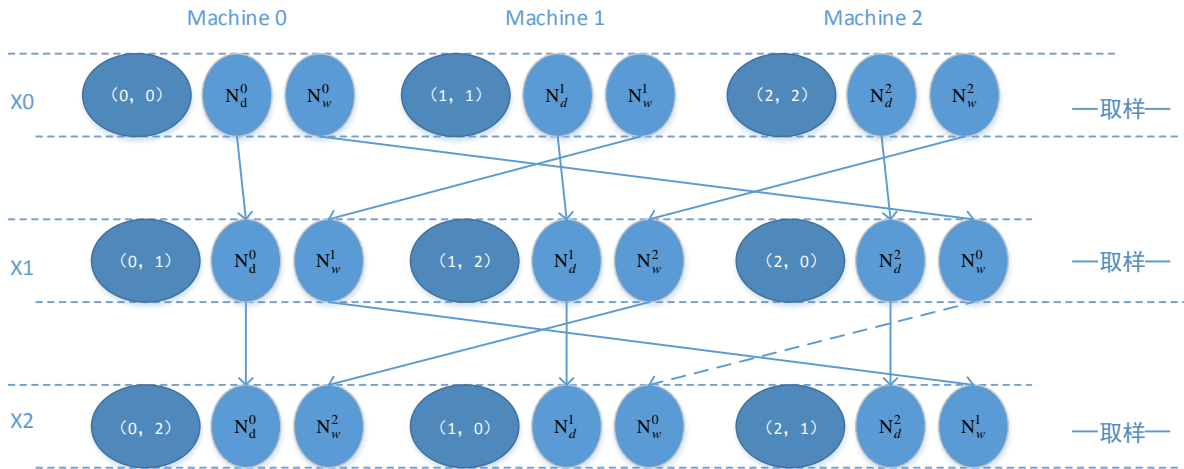 Machine 0 Machine 1 Machine 2
X0 （0，0） N_d^0 N_w^0 （1，1） N_d^1 N_w^1 （2，2） N_d^2 N_w^2 取样
X1 （0，1） N_d^0 N_w^1 （1，2） N_d^1 N_w^2 （2，0） N_d^2 N_w^0 取样
X2 （0，2） N_d^0 N_w^2 （1，0） N_d^1 N_w^0 （2，1） N_d^2 N_w^1 取样